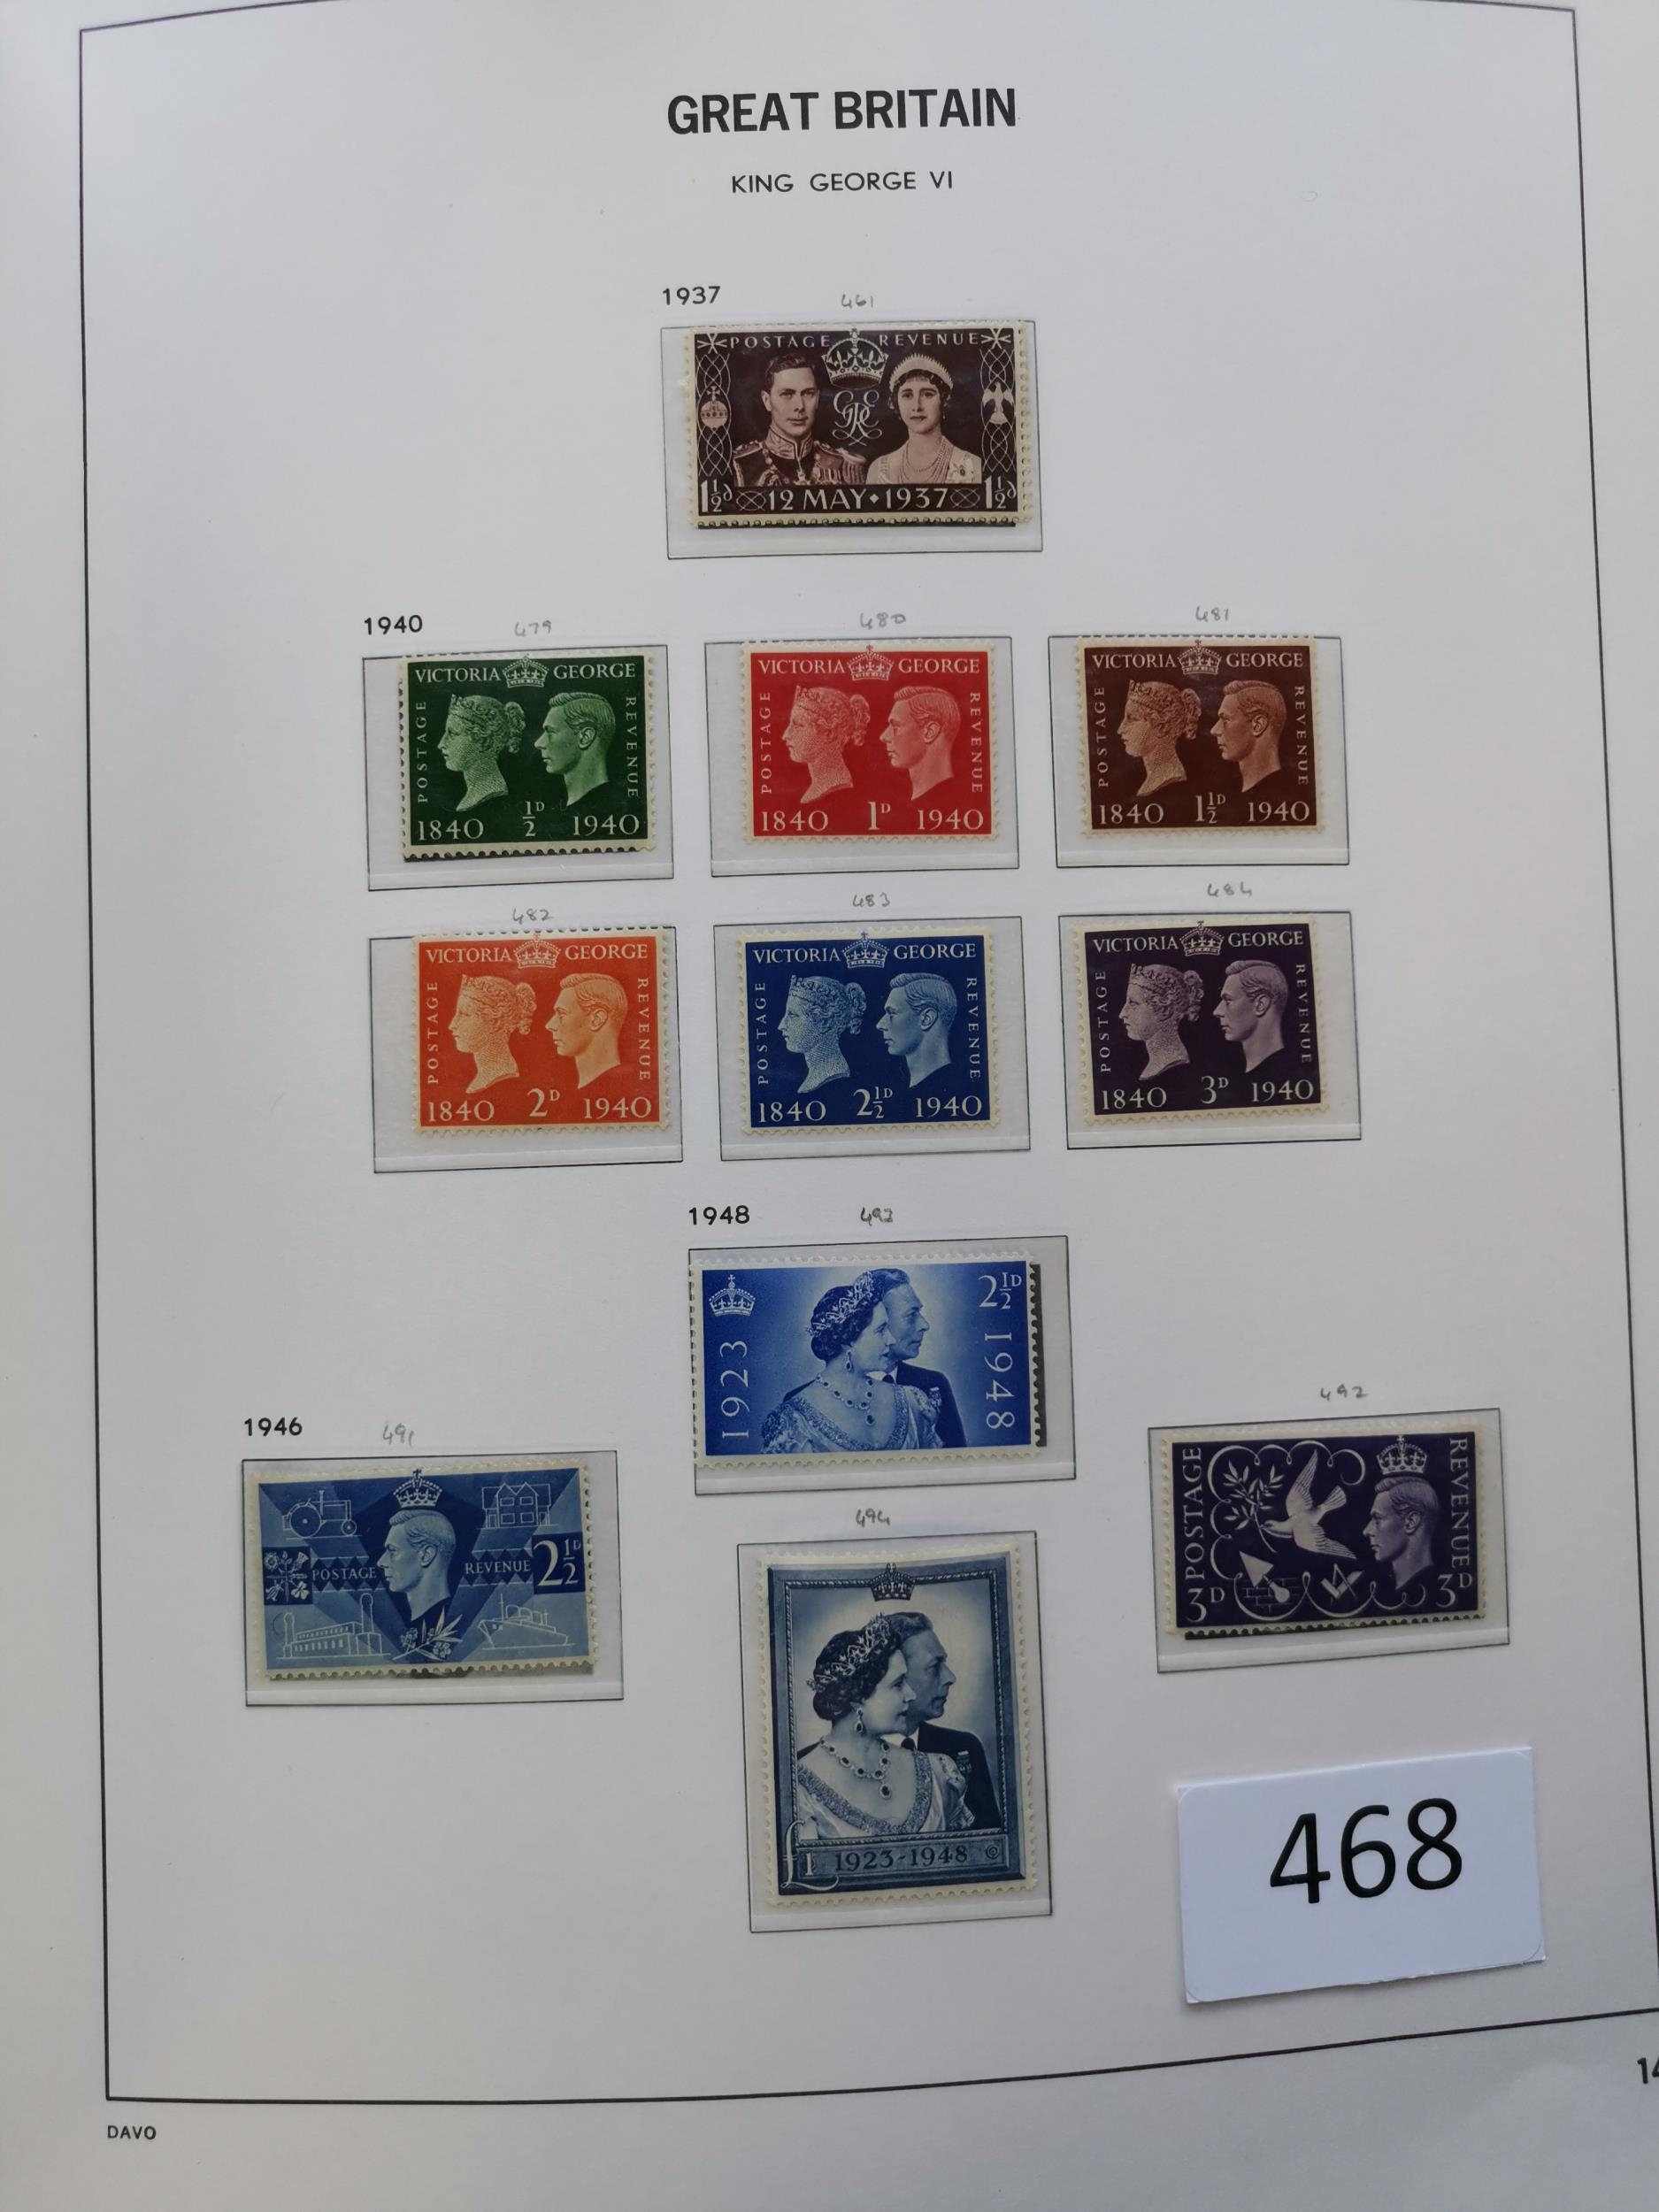 GREAT BRITAIN
KING GEORGE VI
1937 461
POSTAGE REVENUE
GRE
1½d 12 MAY • 1937 1½d
1940 479 480 481
VICTORIA GEORGE
POSTAGE
REVENUE
1840 ½D 1940
VICTORIA GEORGE
POSTAGE
REVENUE
1840 1D 1940
VICTORIA GEORGE
POSTAGE
REVENUE
1840 1½D 1940
482 483 484
VICTORIA GEORGE
POSTAGE
REVENUE
1840 2D 1940
VICTORIA GEORGE
POSTAGE
REVENUE
1840 2½D 1940
VICTORIA GEORGE
POSTAGE
REVENUE
1840 3D 1940
1948 493
2½D
1923
1948
1946 491
POSTAGE REVENUE 2½D
492
POSTAGE
REVENUE
3D 3D
494
£1 1923-1948
468
14
DAVO